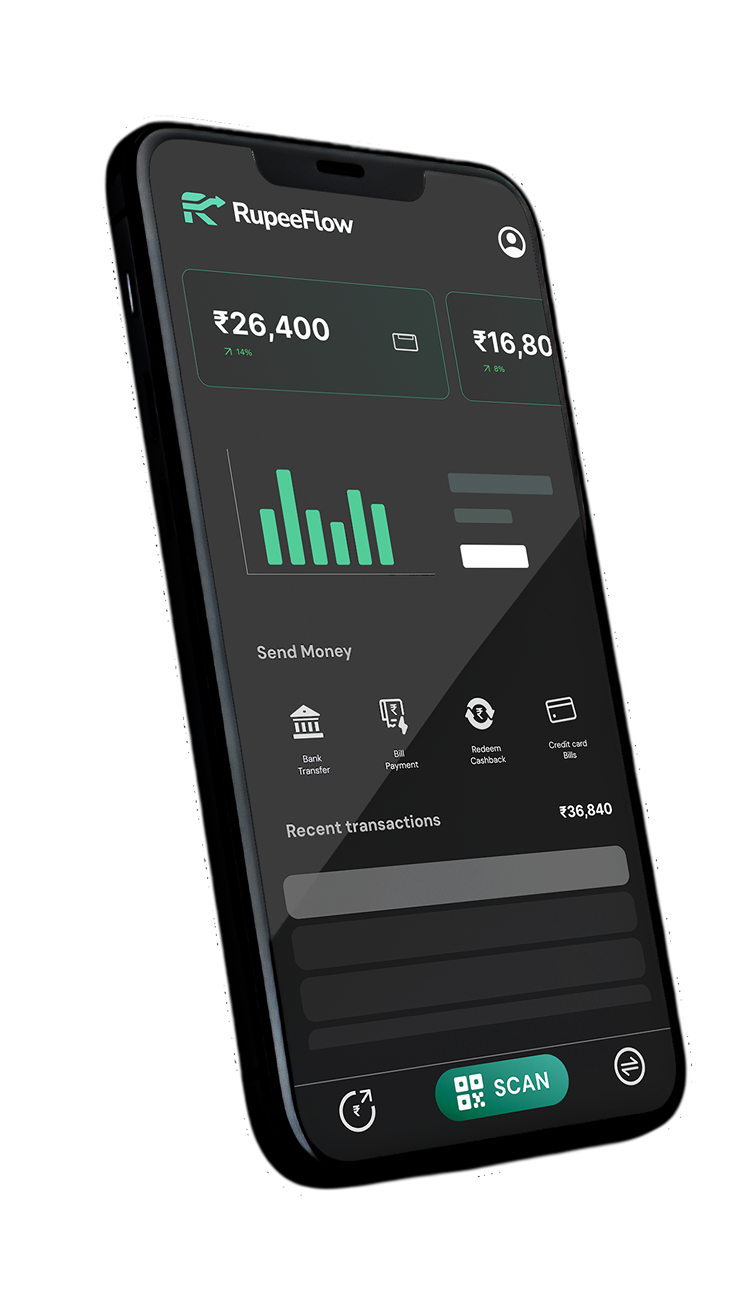 RupeeFlow
₹26,400
14%
₹16,80
8%
Send Money
Bank
Transfer
Bill
Payment
Redeem
Cashback
Credit card
Bills
Recent transactions
₹36,840
SCAN